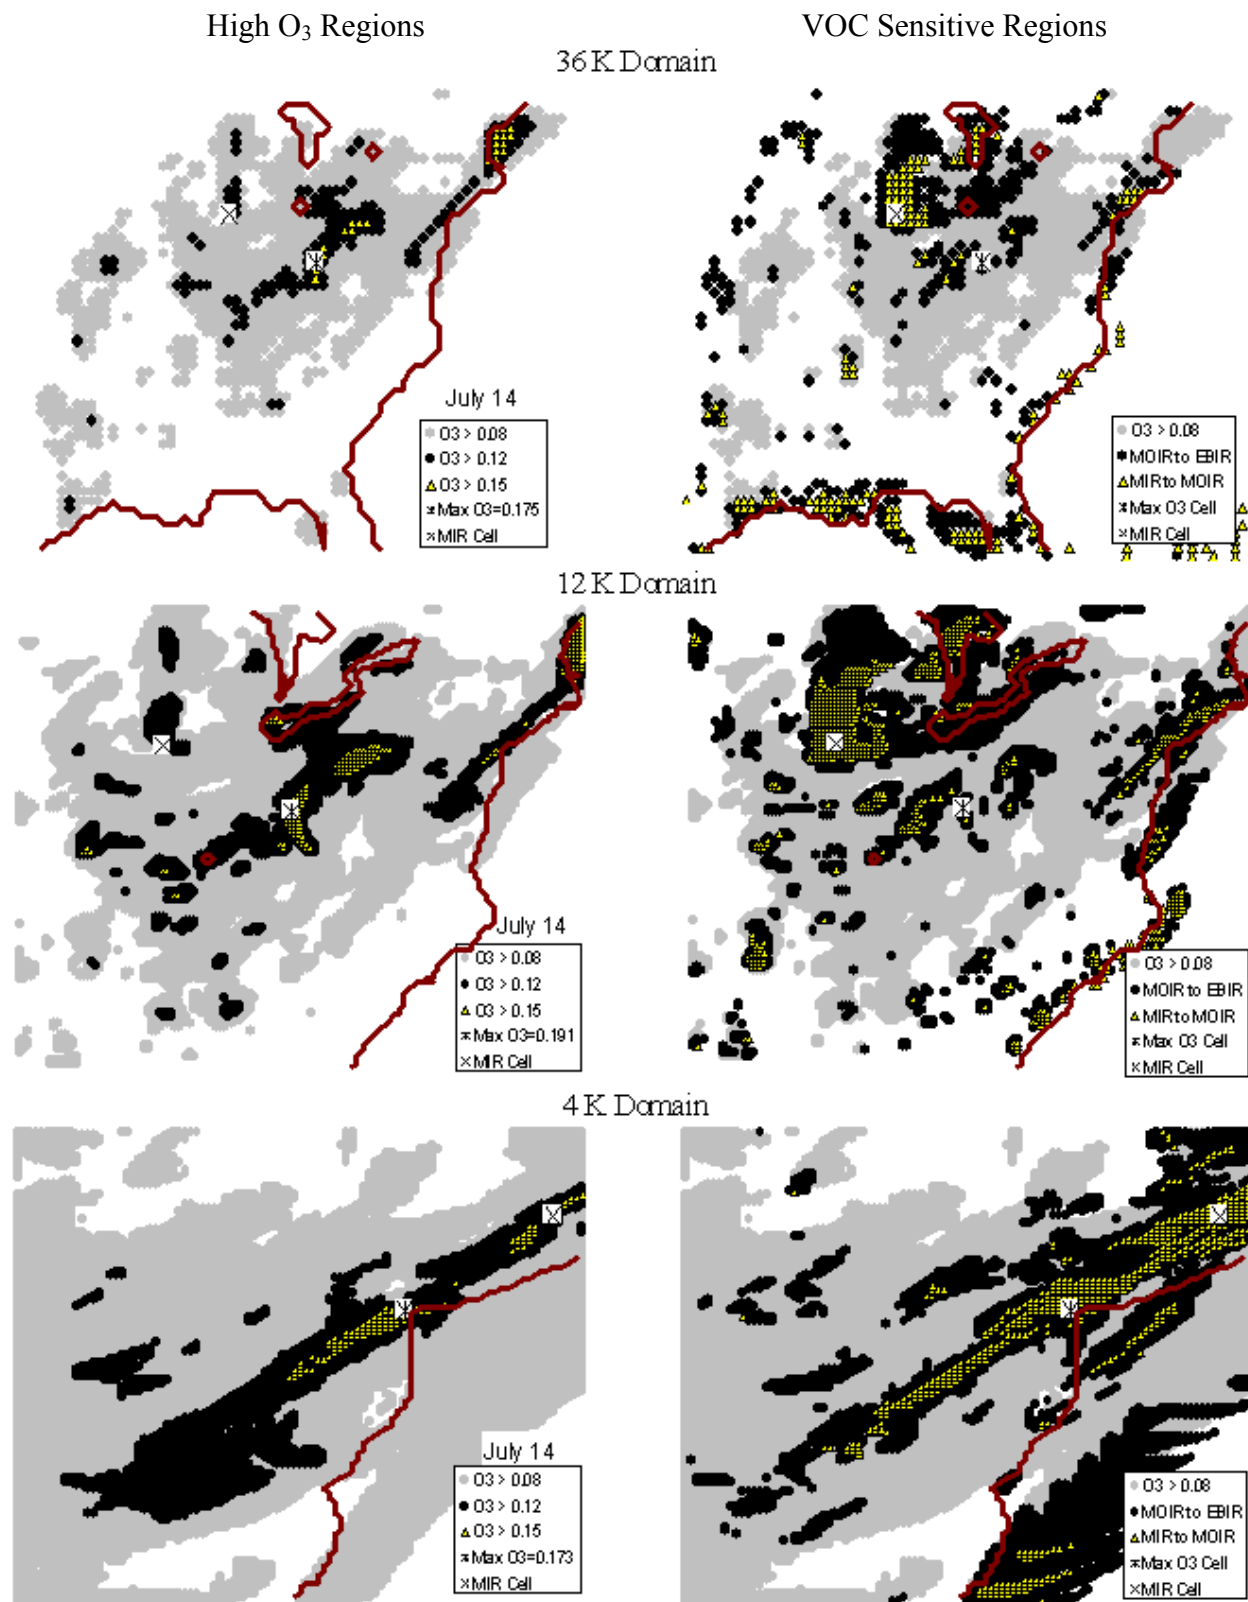 High O₃ Regions
VOC Sensitive Regions
36 K Domain
July 14
O3 > 0.08
O3 > 0.12
O3 > 0.15
Max O3=0.175
MIR Cell
O3 > 0.08
MOIR to EBIR
MIR to MOIR
Max O3 Cell
MIR Cell
12 K Domain
July 14
O3 > 0.08
O3 > 0.12
O3 > 0.15
Max O3=0.191
MIR Cell
O3 > 0.08
MOIR to EBIR
MIR to MOIR
Max O3 Cell
MIR Cell
4 K Domain
July 14
O3 > 0.08
O3 > 0.12
O3 > 0.15
Max O3=0.173
MIR Cell
O3 > 0.08
MOIR to EBIR
MIR to MOIR
Max O3 Cell
MIR Cell